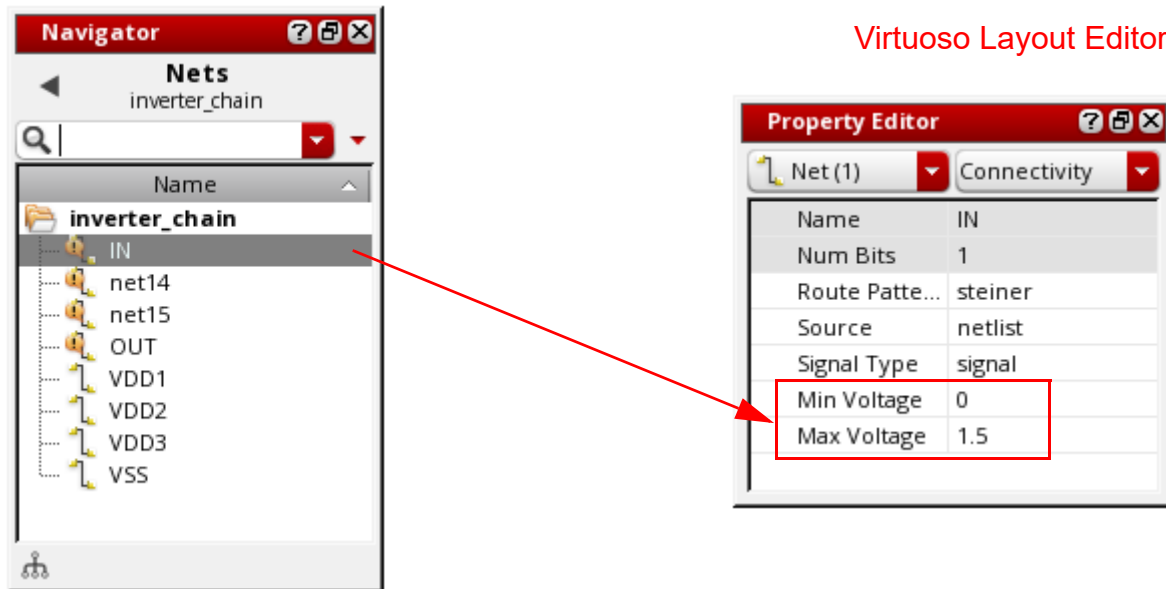 Navigator
Nets
inverter_chain
Name
inverter_chain
IN
net14
net15
OUT
VDD1
VDD2
VDD3
VSS
Virtuoso Layout Editor
Property Editor
Net (1) Connectivity
Name IN
Num Bits 1
Route Patte... steiner
Source netlist
Signal Type signal
Min Voltage 0
Max Voltage 1.5